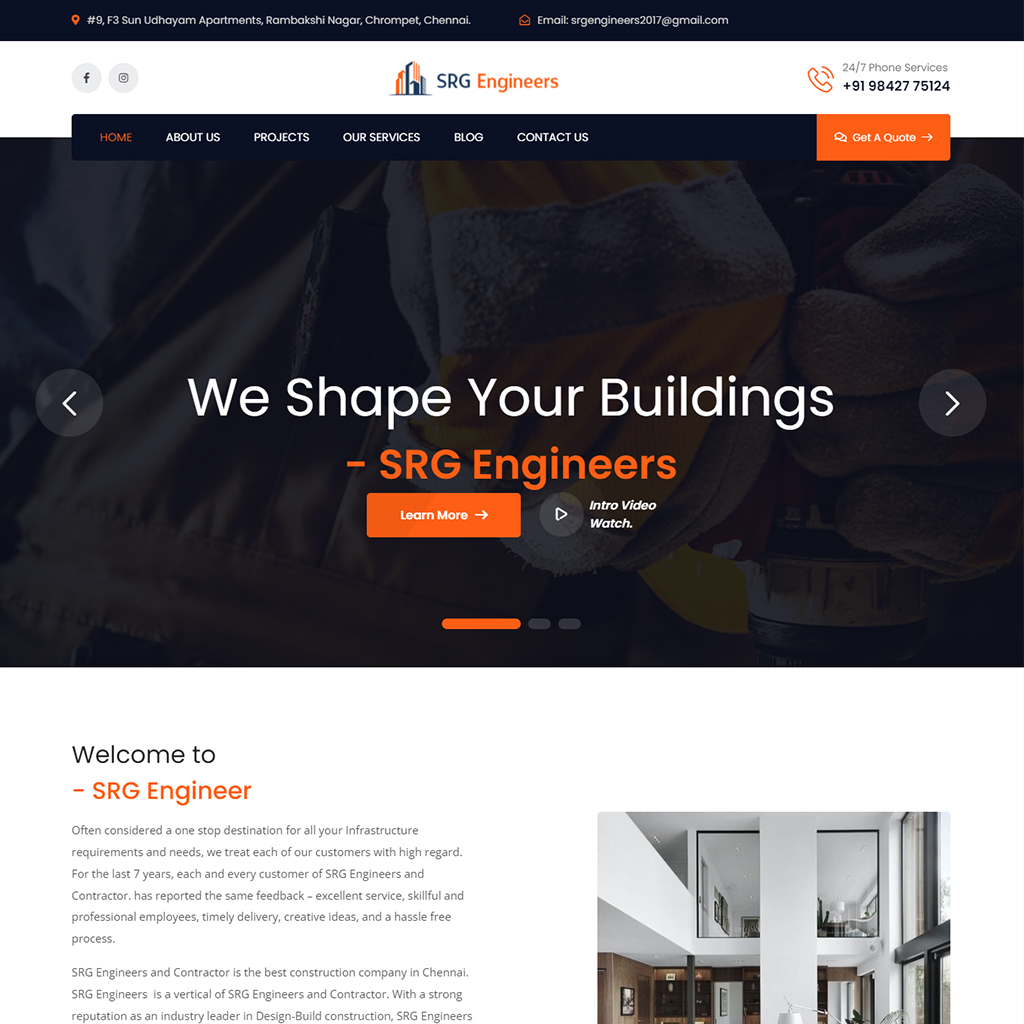 #9, F3 Sun Udhayam Apartments, Rambakshi Nagar, Chrompet, Chennai.
Email: srgengineers2017@gmail.com
SRG Engineers
24/7 Phone Services
+91 98427 75124
HOME ABOUT US PROJECTS OUR SERVICES BLOG CONTACT US
Get A Quote
We Shape Your Buildings
- SRG Engineers
Learn More
Intro Video
Watch.
Welcome to
- SRG Engineer
Often considered a one stop destination for all your Infrastructure
requirements and needs, we treat each of our customers with high regard.
For the last 7 years, each and every customer of SRG Engineers and
Contractor. has reported the same feedback – excellent service, skillful and
professional employees, timely delivery, creative ideas, and a hassle free
process.
SRG Engineers and Contractor is the best construction company in Chennai.
SRG Engineers  is a vertical of SRG Engineers and Contractor. With a strong
reputation as an industry leader in Design-Build construction, SRG Engineers